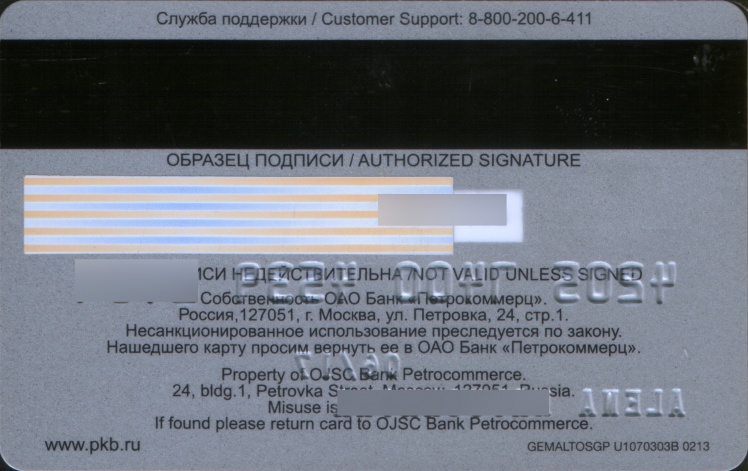 Служба поддержки / Customer Support: 8-800-200-6-411
ОБРАЗЕЦ ПОДПИСИ / AUTHORIZED SIGNATURE
НЕДЕЙСТВИТЕЛЬНА /NOT VALID UNLESS SIGNED
Собственность ОАО Банк «Петрокоммерц».
Россия,127051, г. Москва, ул. Петровка, 24, стр.1.
Несанкционированное использование преследуется по закону.
Нашедшего карту просим вернуть ее в ОАО Банк «Петрокоммерц».
06/17
Property of OJSC Bank Petrocommerce.
24, bldg.1, Petrovka Street, Moscow, 127051, Russia.
ALENA
Misuse is
If found please return card to OJSC Bank Petrocommerce.
www.pkb.ru
GEMALTOSGP U1070303B 0213